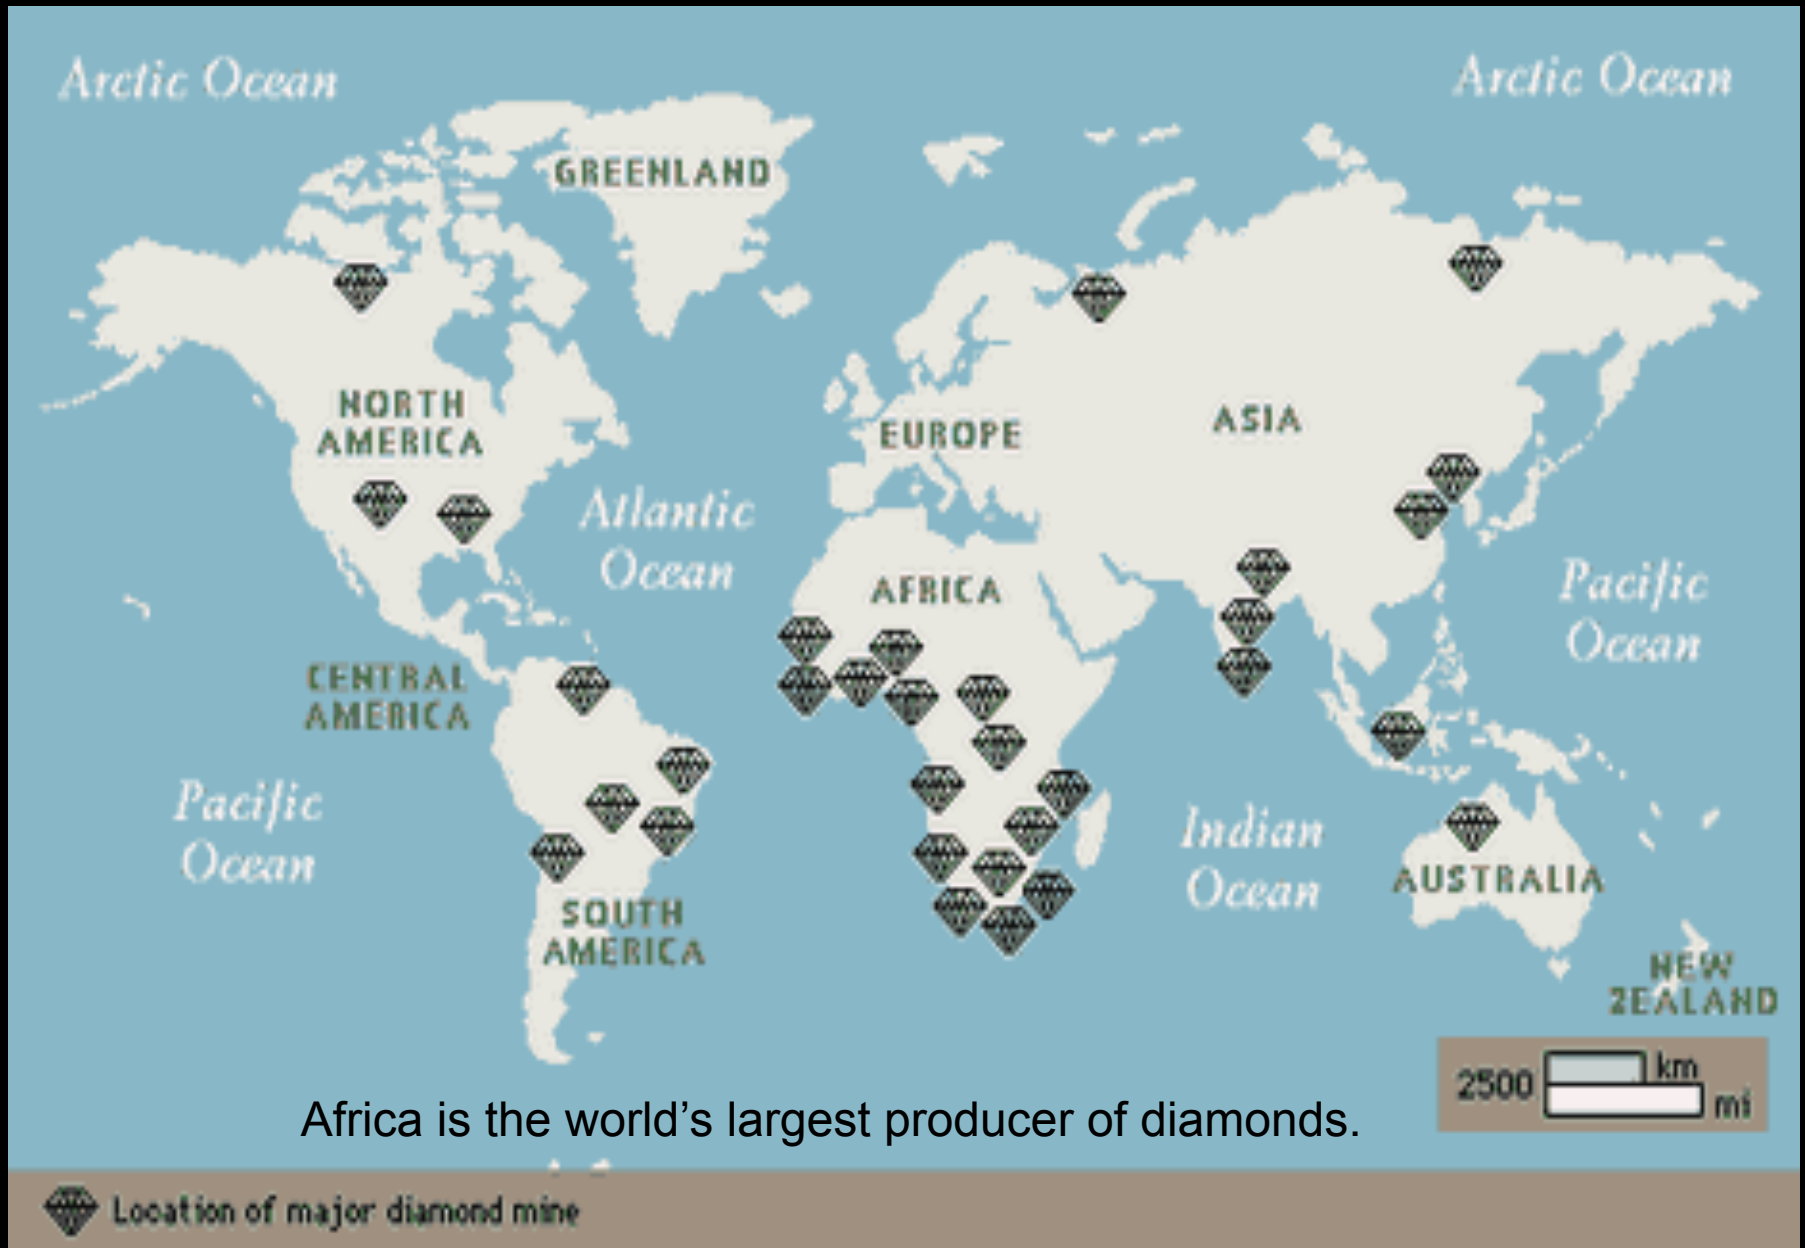 Arctic Ocean
Arctic Ocean
GREENLAND
NORTH
AMERICA
EUROPE
ASIA
Atlantic
Ocean
AFRICA
Pacific
Ocean
CENTRAL
AMERICA
Pacific
Ocean
Indian
Ocean
AUSTRALIA
SOUTH
AMERICA
NEW
ZEALAND
2500 km
mi
Africa is the world’s largest producer of diamonds.
Location of major diamond mine